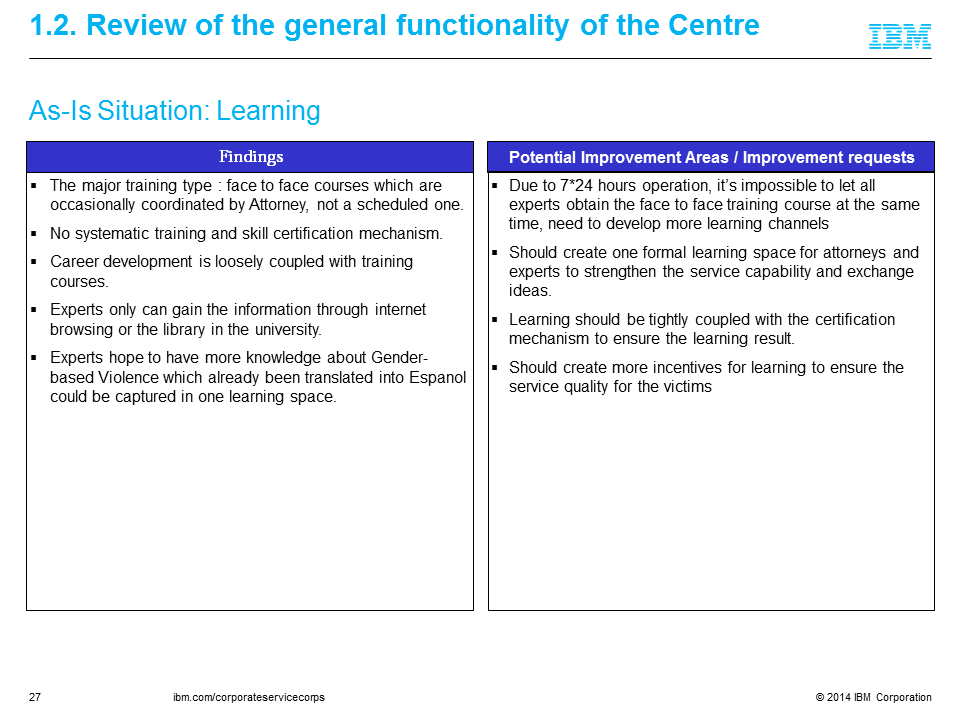 1.2. Review of the general functionality of the Centre
IBM
As-Is Situation: Learning
Findings
▪ The major training type : face to face courses which are
occasionally coordinated by Attorney, not a scheduled one.
▪ No systematic training and skill certification mechanism.
▪ Career development is loosely coupled with training
courses.
▪ Experts only can gain the information through internet
browsing or the library in the university.
▪ Experts hope to have more knowledge about Gender-
based Violence which already been translated into Espanol
could be captured in one learning space.
Potential Improvement Areas / Improvement requests
▪ Due to 7*24 hours operation, it’s impossible to let all
experts obtain the face to face training course at the same
time, need to develop more learning channels
▪ Should create one formal learning space for attorneys and
experts to strengthen the service capability and exchange
ideas.
▪ Learning should be tightly coupled with the certification
mechanism to ensure the learning result.
▪ Should create more incentives for learning to ensure the
service quality for the victims
27
ibm.com/corporateservicecorps
© 2014 IBM Corporation